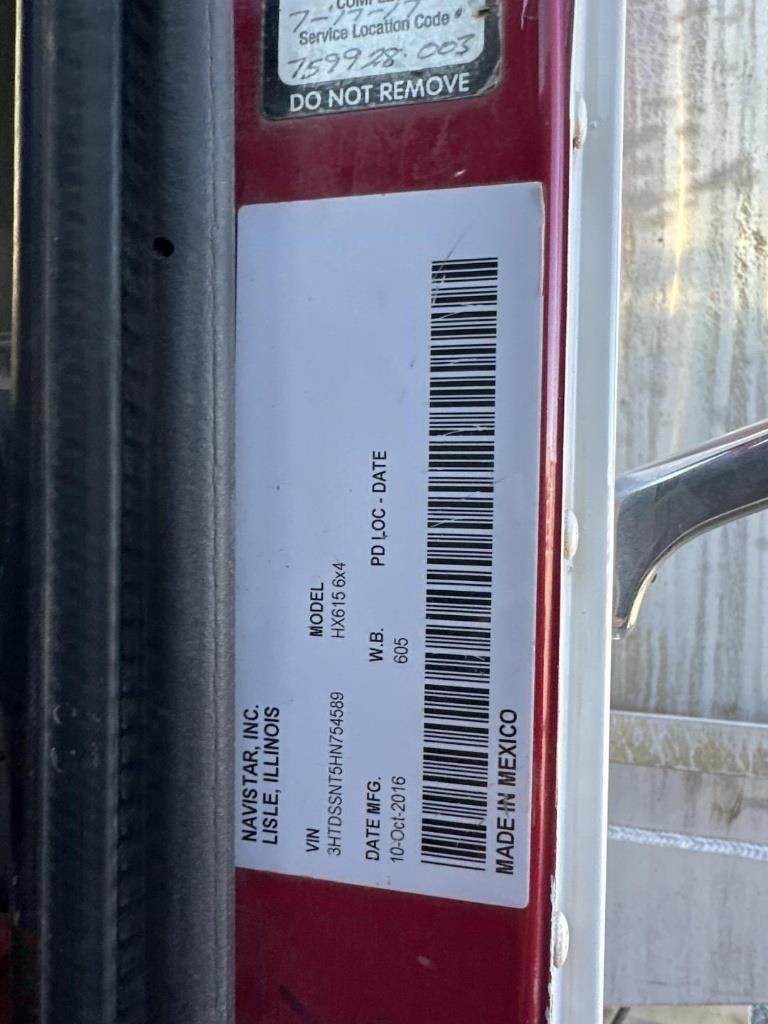 Service Location Code #
759928-003
DO NOT REMOVE
NAVISTAR, INC.
LISLE, ILLINOIS
VIN MODEL
3HTDSSNT5HN754589 HX615 6x4
DATE MFG. W.B. PD LOC - DATE
10-Oct-2016 605
MADE IN MEXICO